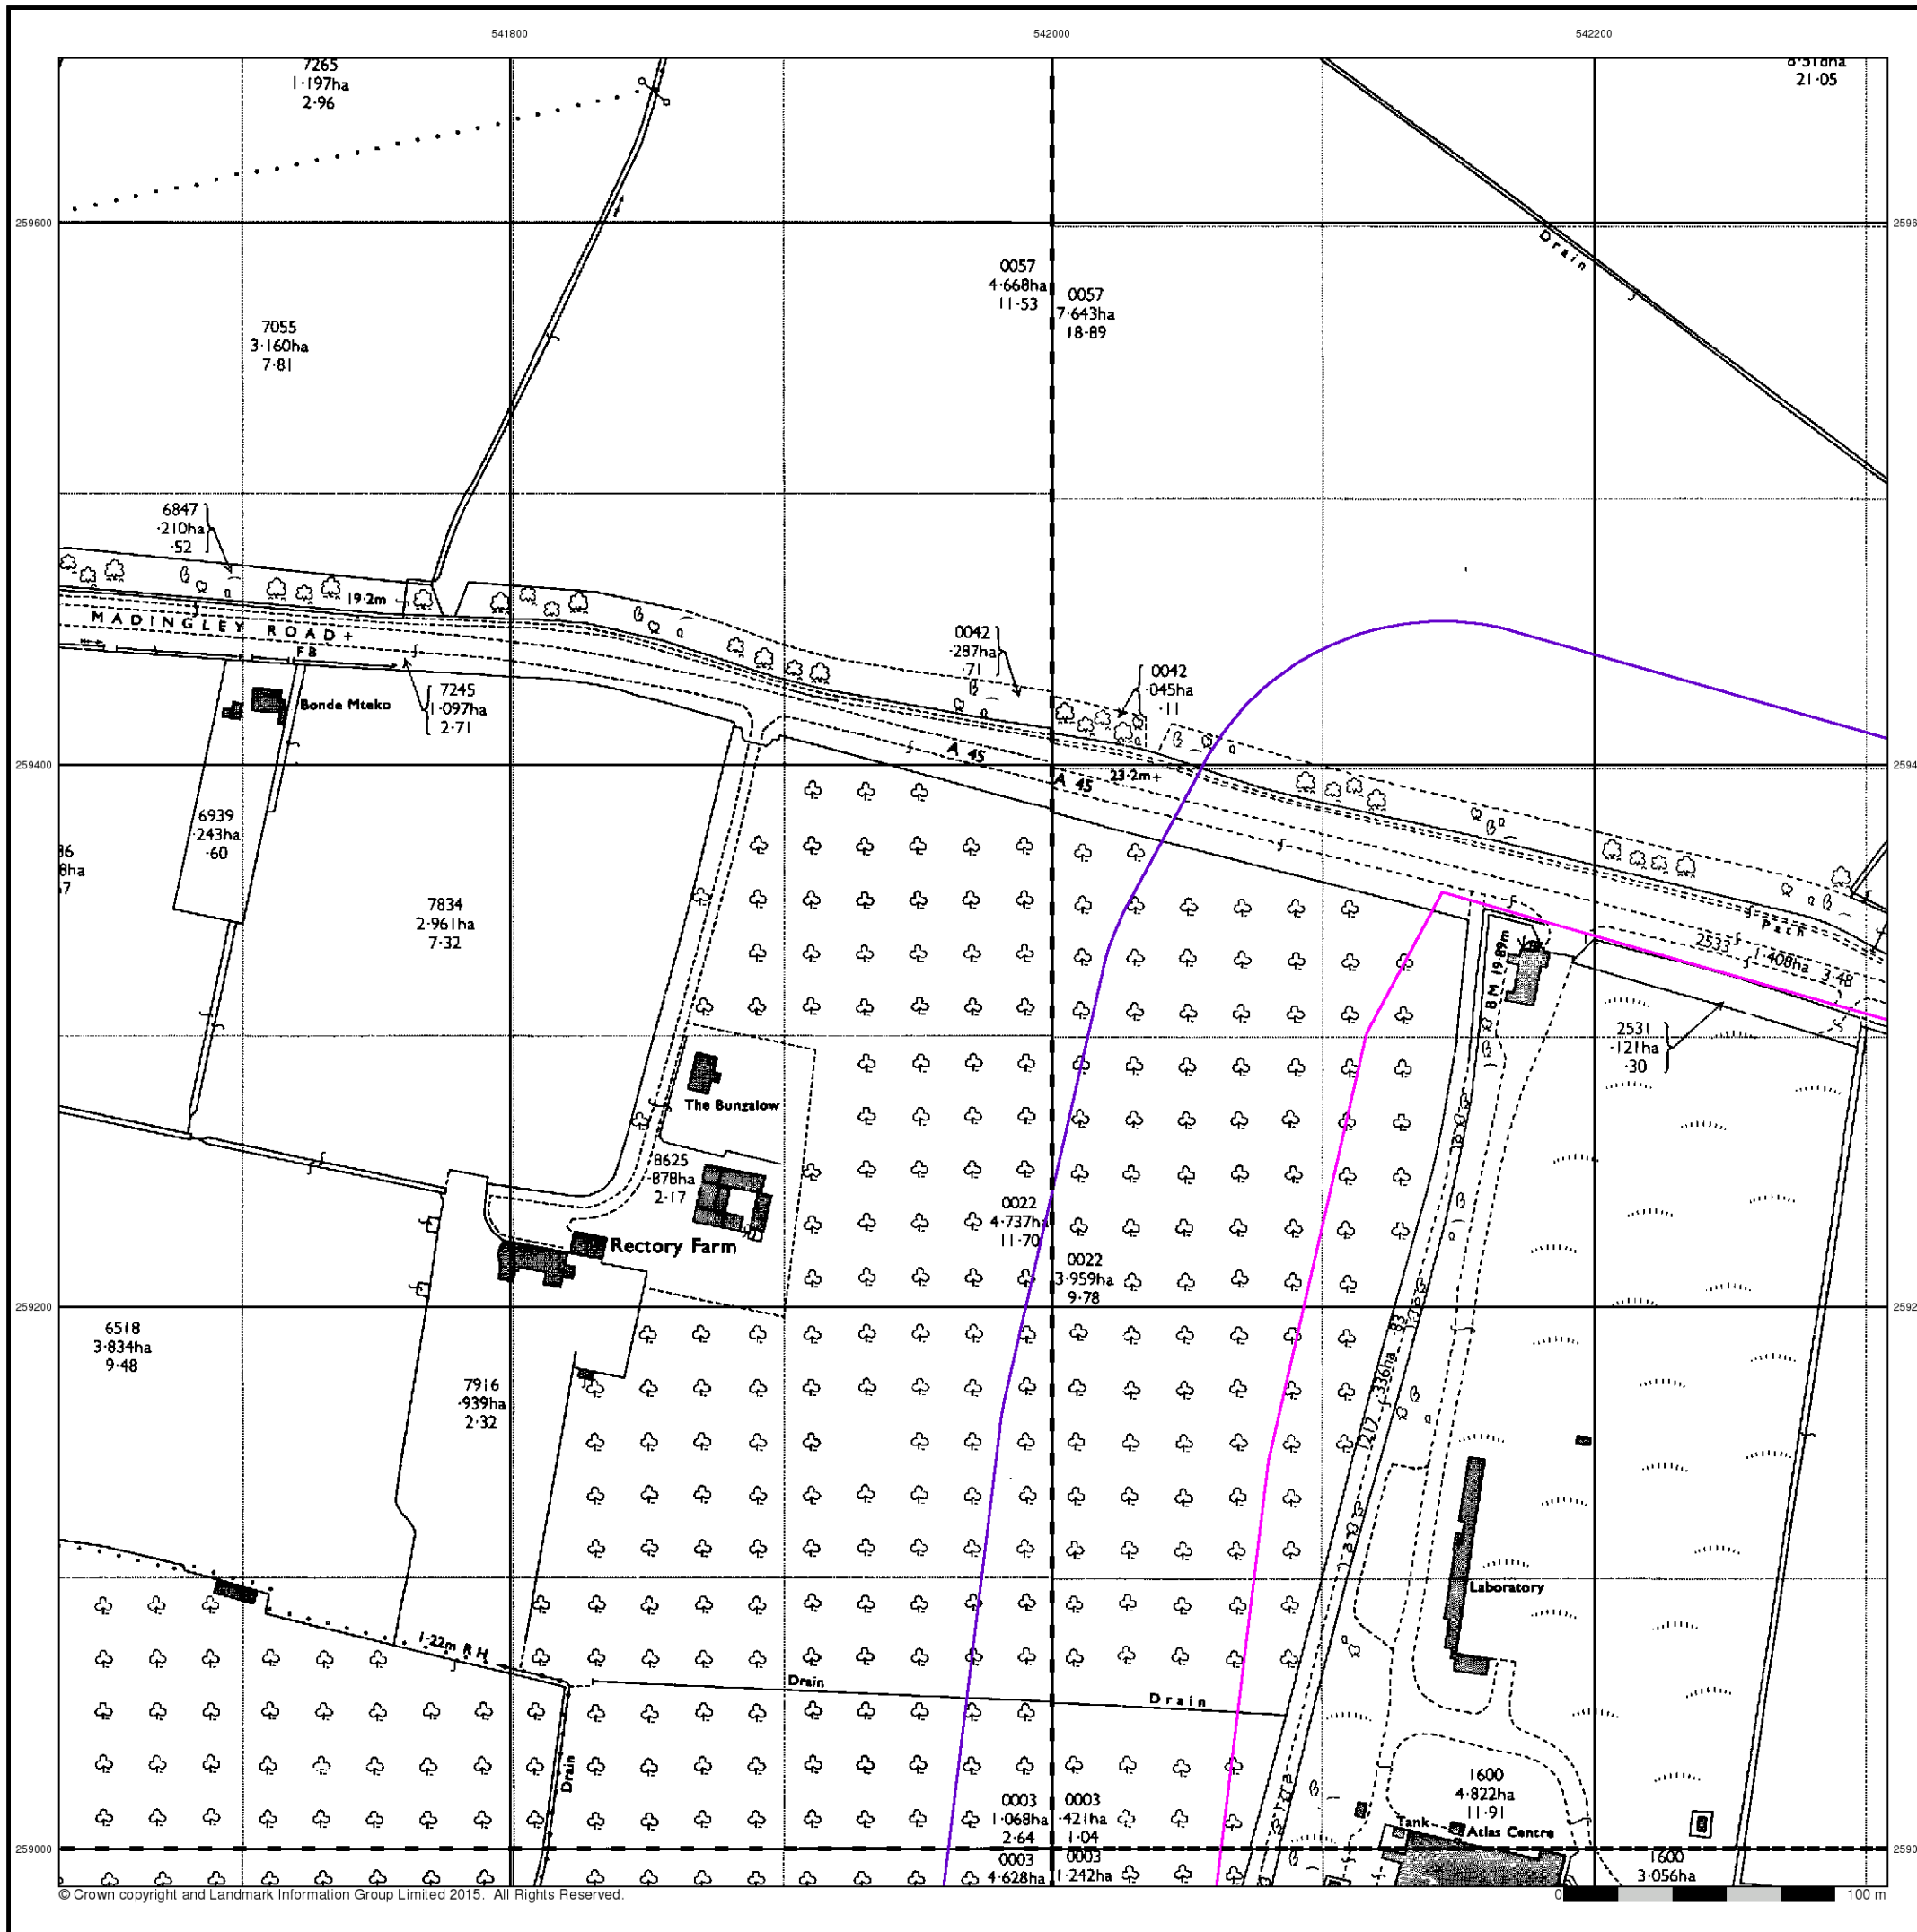 541800
542000
542200
7265
1·197ha
2·96
21·05
259600
Drain
0057
4·668ha
11·53
0057
7·643ha
18·89
7055
3·160ha
7·81
6847
·210ha
·52
19·2m
MADINGLEY ROAD +
FB
0042
·287ha
·71
0042
·045ha
·11
Bonde Mteko
7245
1·097ha
2·71
A 45
A 45
23·2m+
259400
6939
·243ha
·60
7834
2·961ha
7·32
BM 19·89m
Path
2533
1·408ha
3·48
2531
·121ha
·30
The Bungalow
8625
·878ha
2·17
Rectory Farm
0022
4·737ha
11·70
0022
3·959ha
9·78
259200
6518
3·834ha
9·48
7916
·939ha
2·32
1217
·336ha
·83
Laboratory
1·22m RH
Drain
Drain
Drain
1600
4·822ha
11·91
Tank
Atlas Centre
0003
1·068ha
2·64
0003
·421ha
1·04
259000
0003
4·628ha
0003
1·242ha
1600
3·056ha
© Crown copyright and Landmark Information Group Limited 2015. All Rights Reserved.
0
100 m